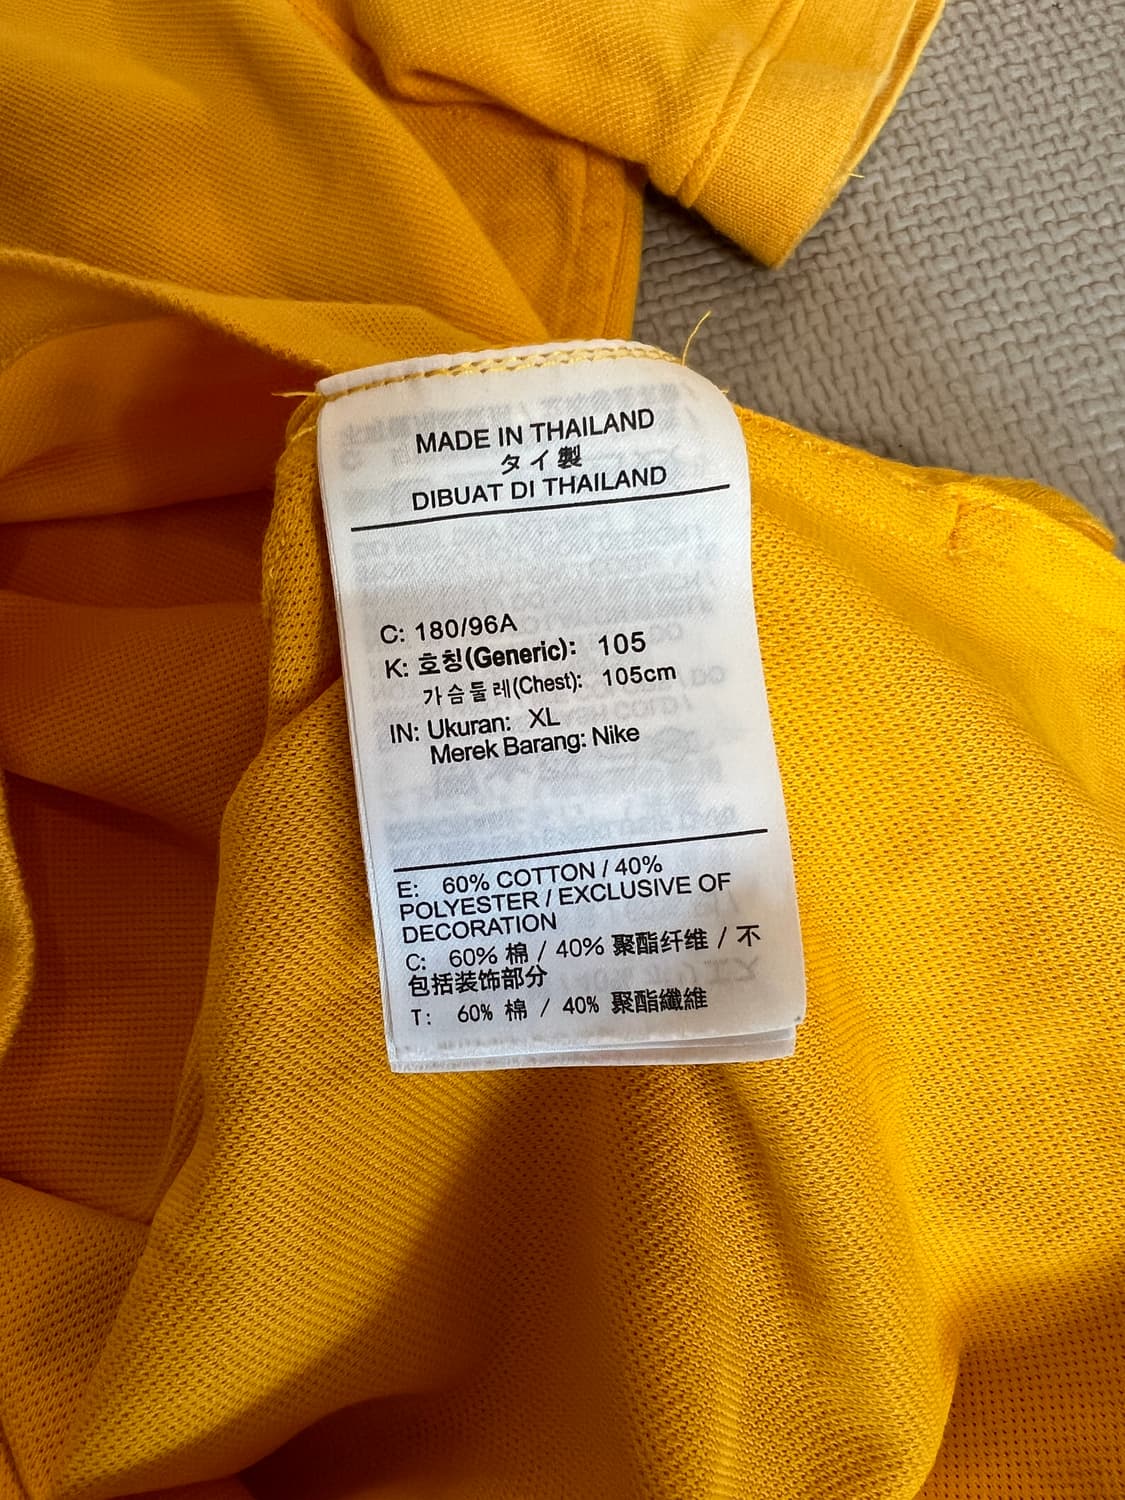 MADE IN THAILAND
タイ製
DIBUAT DI THAILAND
C: 180/96A
K: 호칭(Generic): 105
가슴둘레(Chest): 105cm
IN: Ukuran: XL
Merek Barang: Nike
E: 60% COTTON / 40%
POLYESTER / EXCLUSIVE OF
DECORATION
C: 60% 棉 / 40% 聚酯纤维 / 不
包括装饰部分
T: 60% 棉 / 40% 聚酯纖維